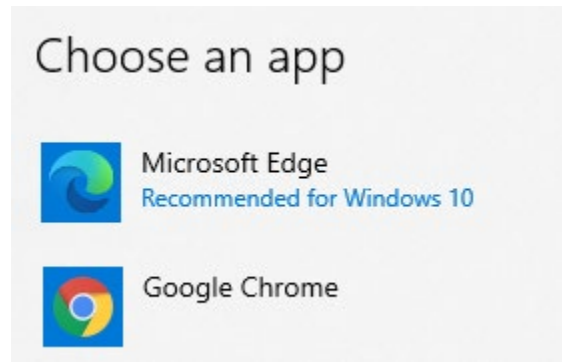 Choose an app
Microsoft Edge
Recommended for Windows 10
Google Chrome